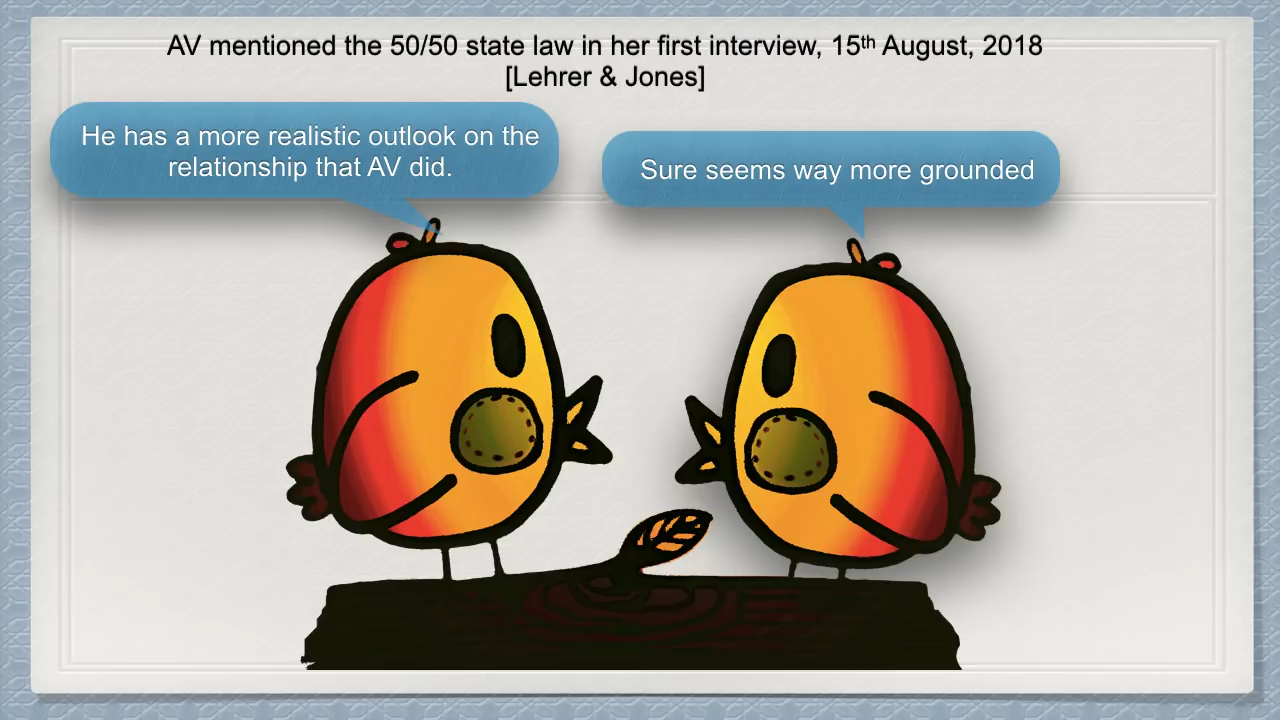 AV mentioned the 50/50 state law in her first interview, 15th August, 2018
[Lehrer & Jones]
He has a more realistic outlook on the
relationship that AV did.
Sure seems way more grounded